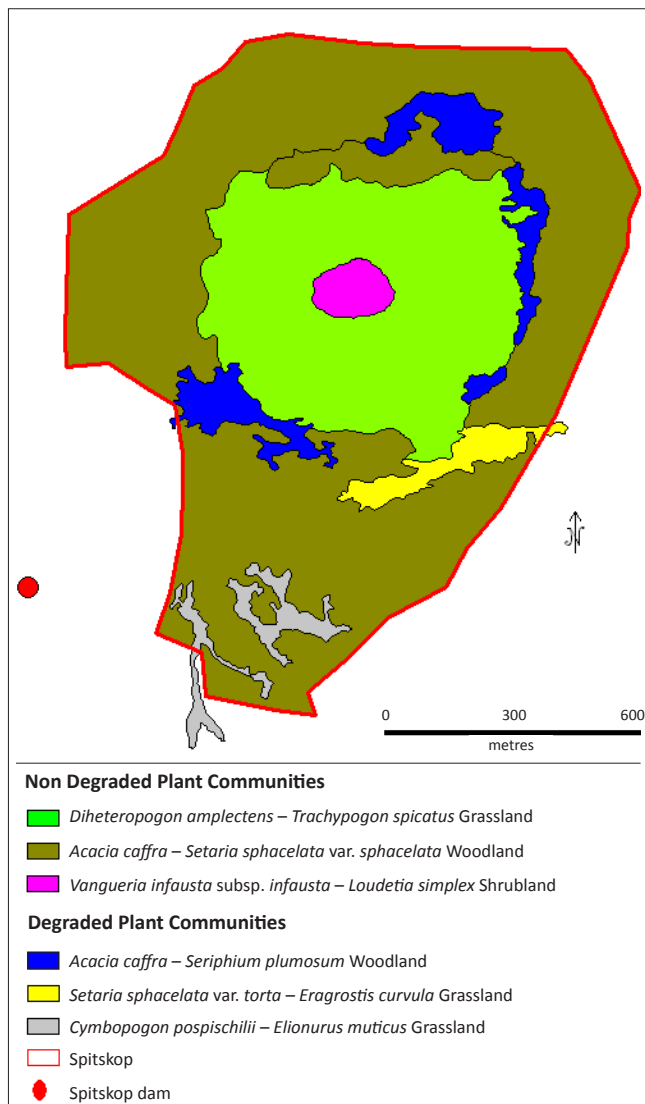 N
0 300 600
metres
Non Degraded Plant Communities
Diheteropogon amplectens – Trachypogon spicatus Grassland
Acacia caffra – Setaria sphacelata var. sphacelata Woodland
Vangueria infausta subsp. infausta – Loudetia simplex Shrubland
Degraded Plant Communities
Acacia caffra – Seriphium plumosum Woodland
Setaria sphacelata var. torta – Eragrostis curvula Grassland
Cymbopogon pospischilii – Elionurus muticus Grassland
Spitskop
Spitskop dam